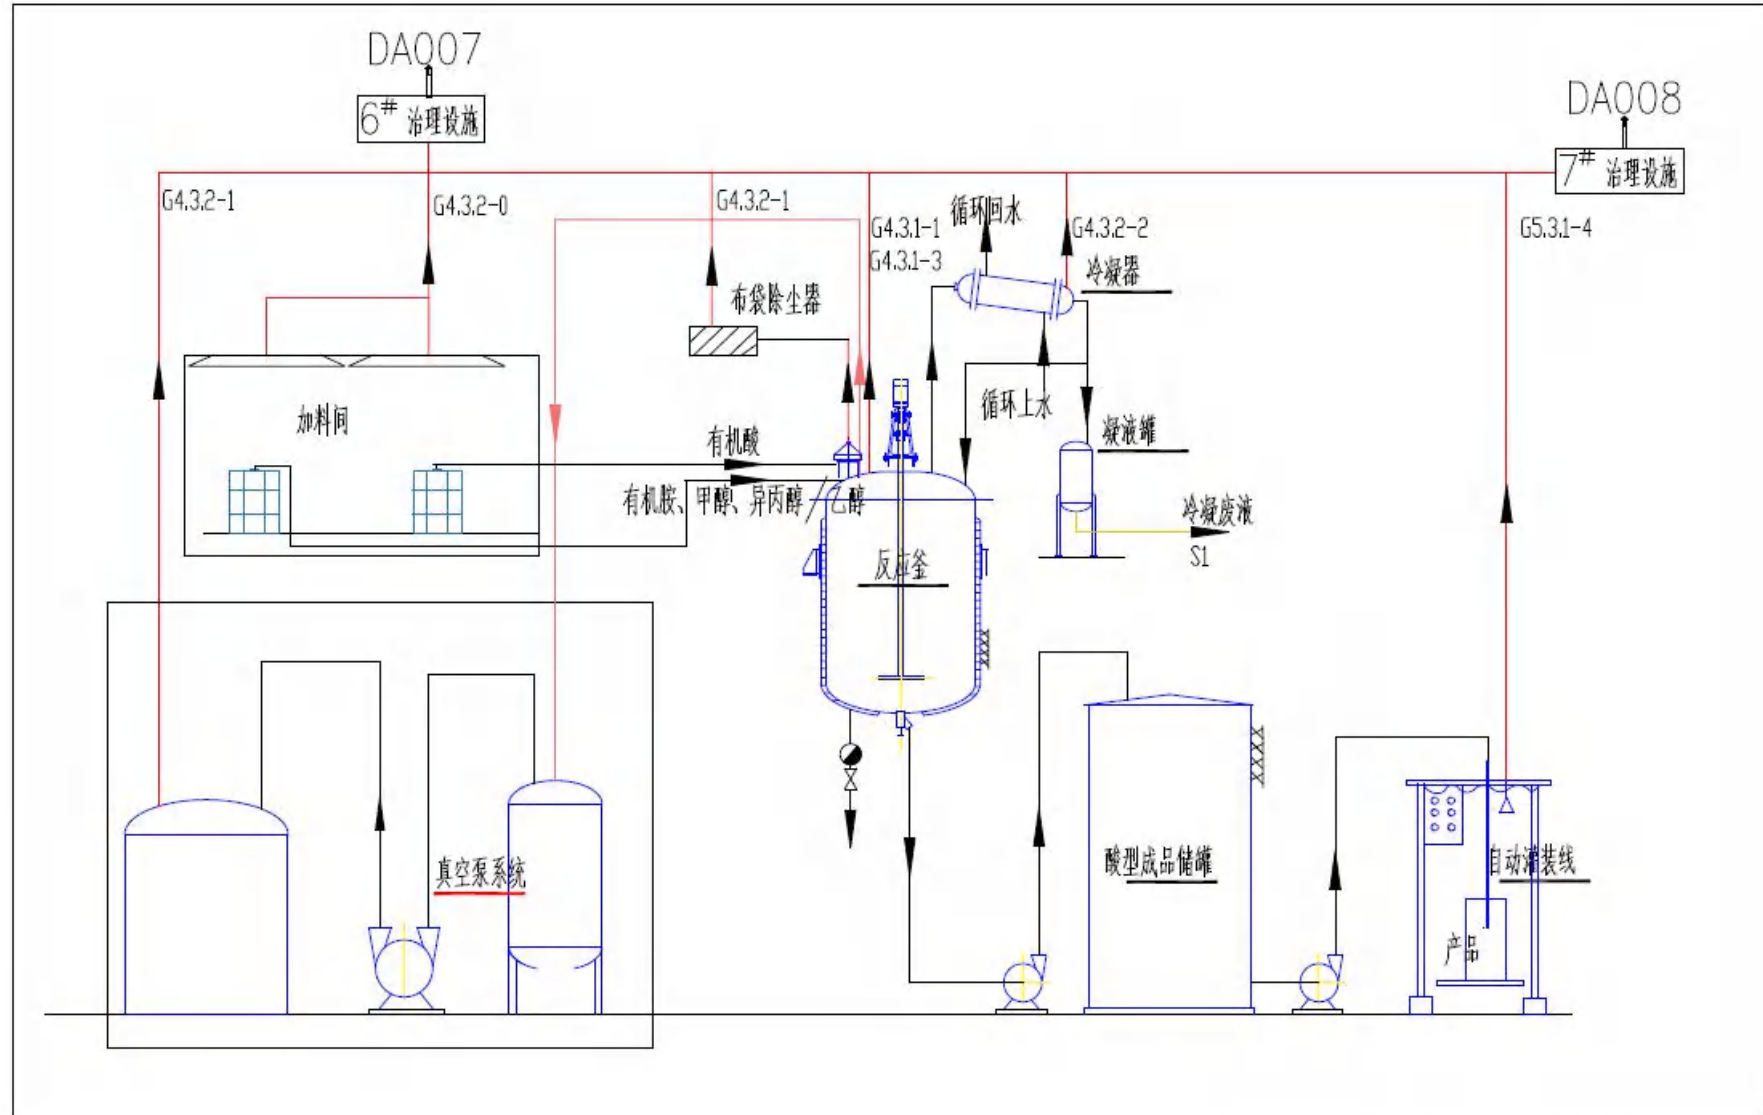 DA007
6# 治理设施
DA008
7# 治理设施
G4.3.2-1
G4.3.2-0
G4.3.2-1
G4.3.1-1
G4.3.1-3
循环回水
G4.3.2-2
G5.3.1-4
冷凝器
布袋除尘器
加料间
循环上水
凝液罐
有机酸
有机胺、甲醇、异丙醇/乙醇
冷凝废液
S1
反应釜
真空泵系统
酸型成品储罐
自动灌装线
产品